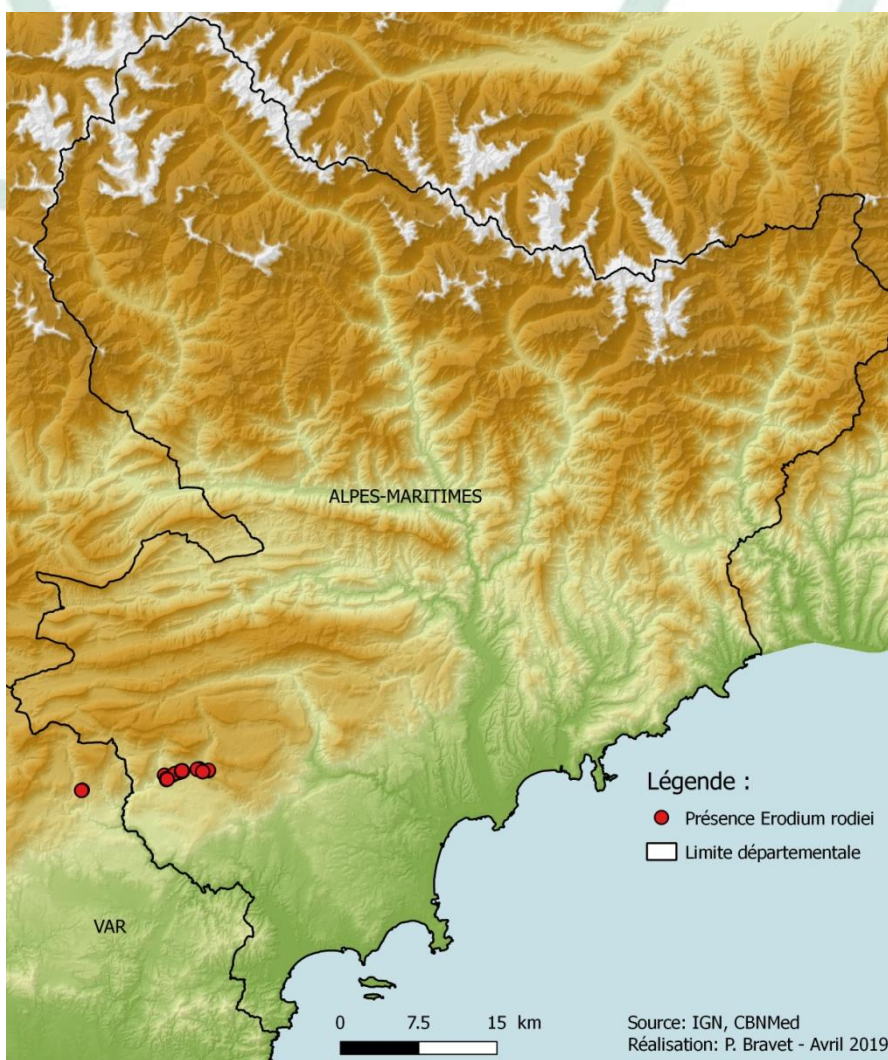 ALPES-MARITIMES
Légende :
Présence Erodium rodiei
Limite départementale
VAR
0 7.5 15 km
Source: IGN, CBNMed
Réalisation: P. Bravet - Avril 2019